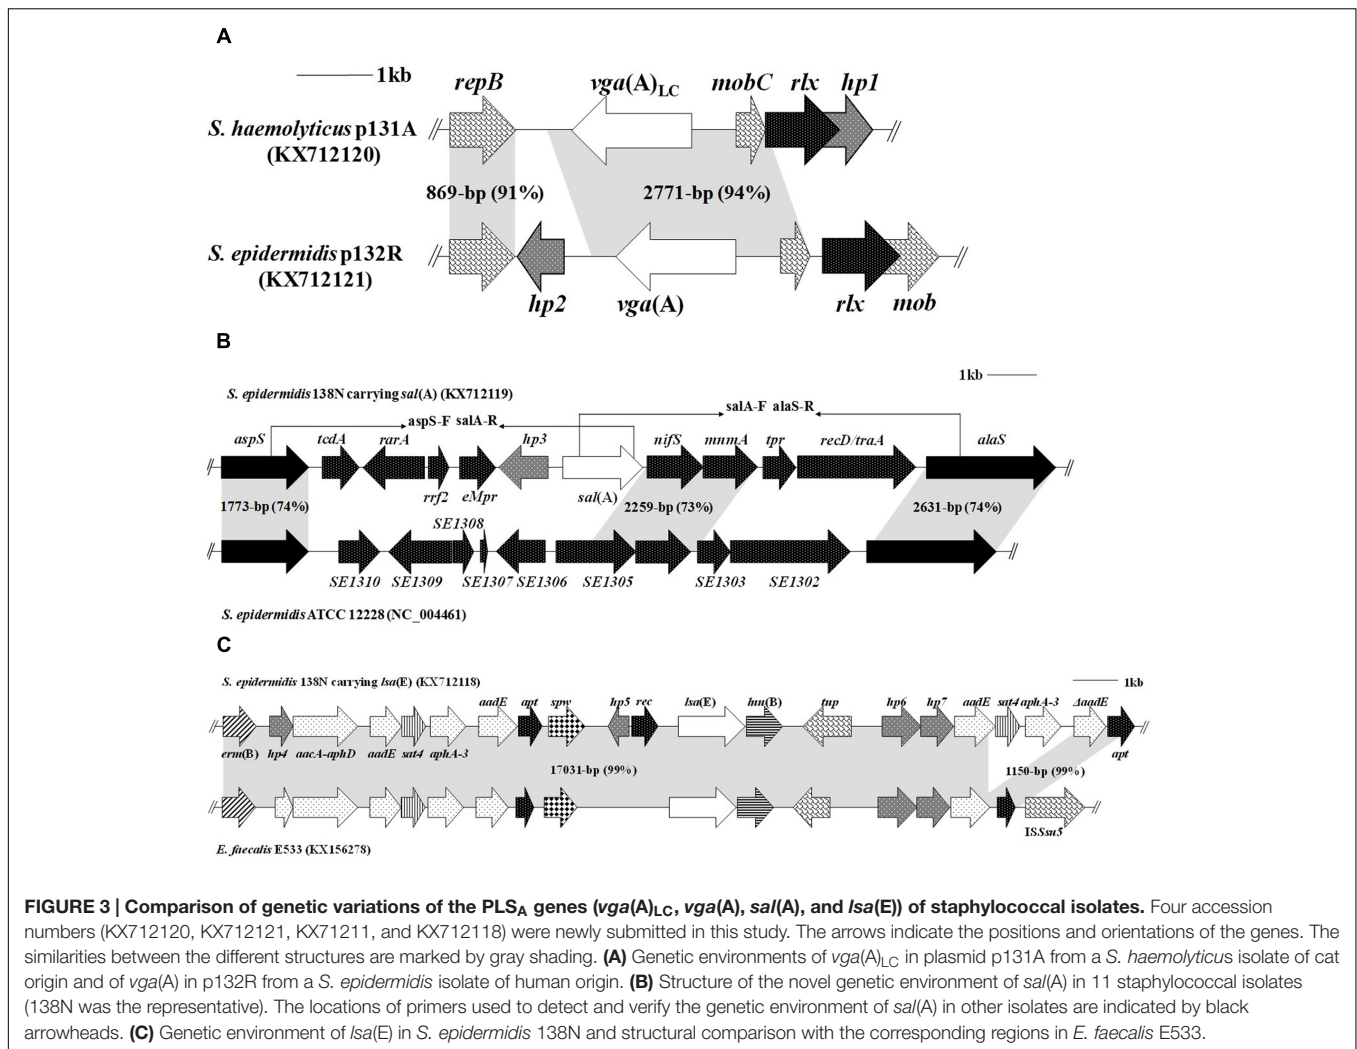 A
1kb
repB vga(A)LC mobC rlx hp1
S. haemolyticus p131A
(KX712120)
869-bp (91%) 2771-bp (94%)
S. epidermidis p132R
(KX712121)
hp2 vga(A) rlx mob
B
1kb
S. epidermidis 138N carrying sal(A) (KX712119)
aspS-F salA-R salA-F alaS-R
aspS tcdA rarA hp3 nifS mnmA tpr recD/traA alaS
rrf2 eMpr sal(A)
1773-bp (74%) 2259-bp (73%) 2631-bp (74%)
SE1308
SE1310 SE1309 SE1307 SE1306 SE1305 SE1303 SE1302
S. epidermidis ATCC 12228 (NC_004461)
C
S. epidermidis 138N carrying lsa(E) (KX712118)
1kb
aadE apt spw hp5 rec lsa(E) lnu(B) tnp hp6 hp7 aadE sat4 aphA-3 ΔaadE
erm(B) hp4 aacA-aphD aadE sat4 aphA-3 apt
17031-bp (99%) 1150-bp (99%)
ISSsu5
E. faecalis E533 (KX156278)
FIGURE 3 | Comparison of genetic variations of the PLSA genes (vga(A)LC, vga(A), sal(A), and lsa(E)) of staphylococcal isolates. Four accession
numbers (KX712120, KX712121, KX71211, and KX712118) were newly submitted in this study. The arrows indicate the positions and orientations of the genes. The
similarities between the different structures are marked by gray shading. (A) Genetic environments of vga(A)LC in plasmid p131A from a S. haemolyticus isolate of cat
origin and of vga(A) in p132R from a S. epidermidis isolate of human origin. (B) Structure of the novel genetic environment of sal(A) in 11 staphylococcal isolates
(138N was the representative). The locations of primers used to detect and verify the genetic environment of sal(A) in other isolates are indicated by black
arrowheads. (C) Genetic environment of lsa(E) in S. epidermidis 138N and structural comparison with the corresponding regions in E. faecalis E533.